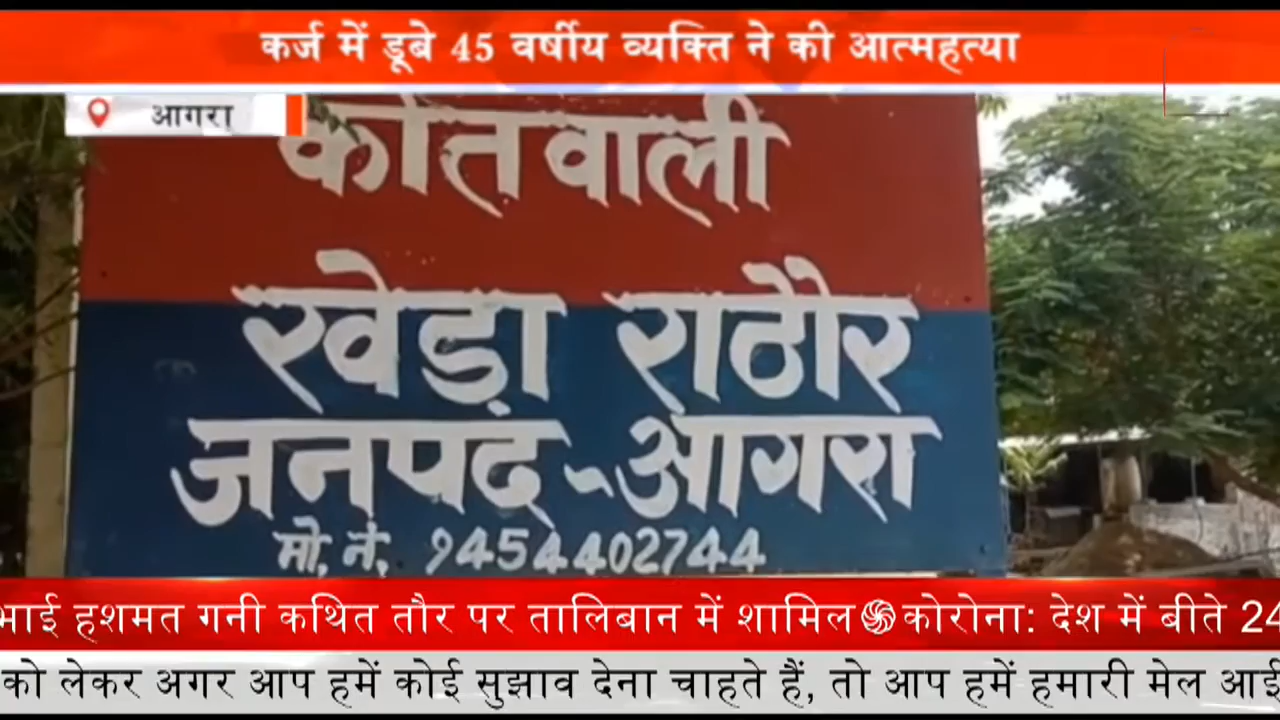 कर्ज में डूबे 45 वर्षीय व्यक्ति ने की आत्महत्या
आगरा
कोतवाली
खेड़ा राठौर
जनपद-आगरा
मो. नं. 9454402744
भाई हशमत गनी कथित तौर पर तालिबान में शामिल कोरोना: देश में बीते 24
को लेकर अगर आप हमें कोई सुझाव देना चाहते हैं, तो आप हमें हमारी मेल आई